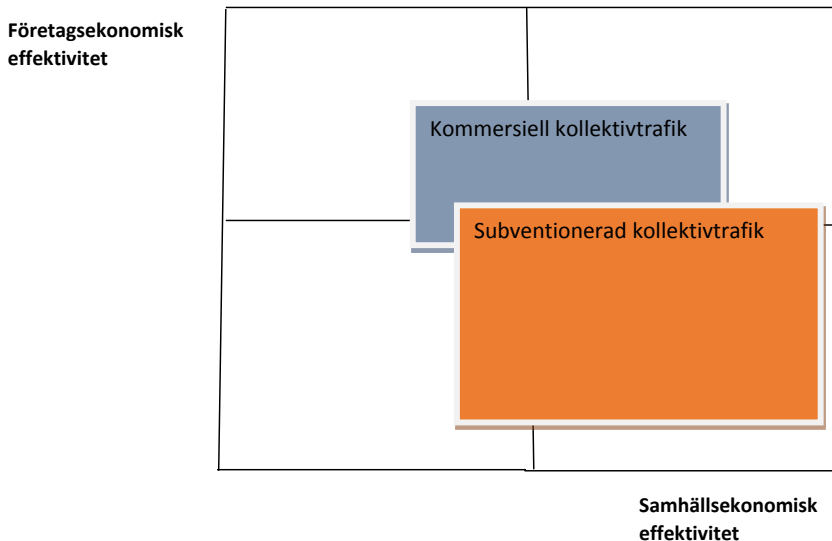 Företagsekonomisk
effektivitet
Kommersiell kollektivtrafik
Subventionerad kollektivtrafik
Samhällsekonomisk
effektivitet